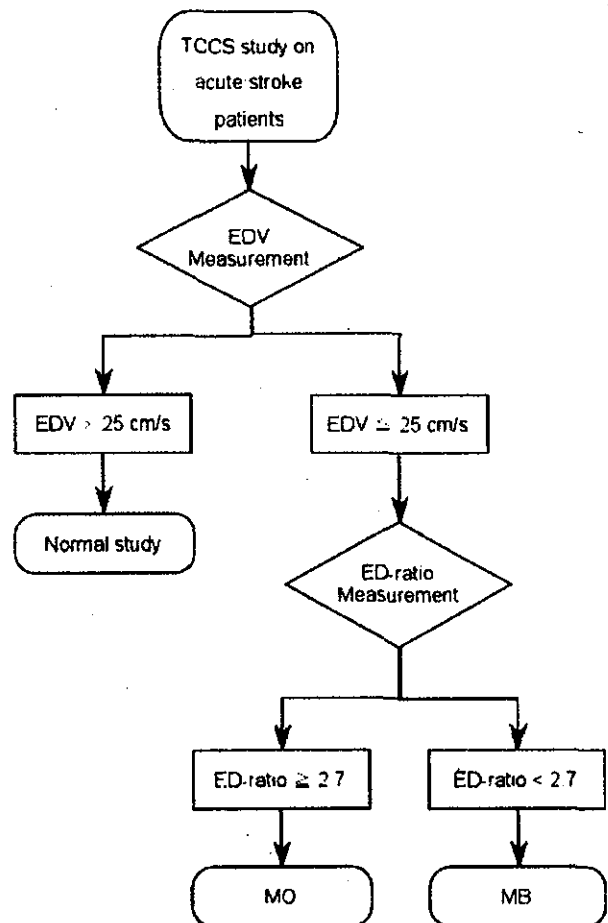 TCCS study on
acute stroke
patients
EDV
Measurement
EDV > 25 cm/s
EDV ≦ 25 cm/s
Normal study
ED-ratio
Measurement
ED-ratio ≧ 2.7
ED-ratio < 2.7
MO
MB